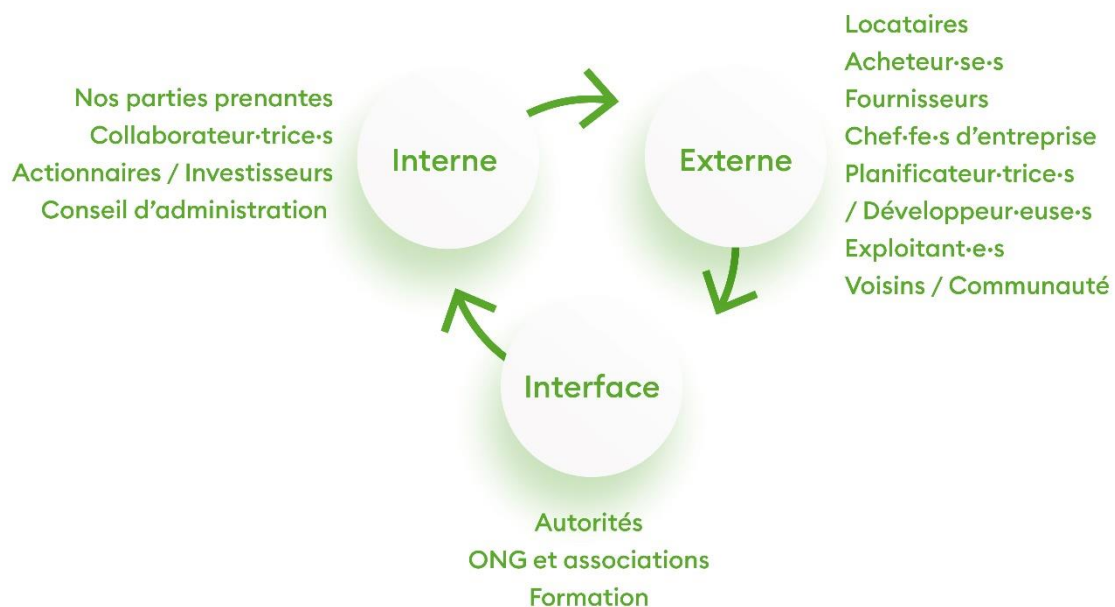 Nos parties prenantes
Collaborateur·trice·s
Actionnaires / Investisseurs
Conseil d’administration
Interne
Externe
Locataires
Acheteur·se·s
Fournisseurs
Chef·fe·s d’entreprise
Planificateur·trice·s
/ Développeur·euse·s
Exploitant·e·s
Voisins / Communauté
Interface
Autorités
ONG et associations
Formation